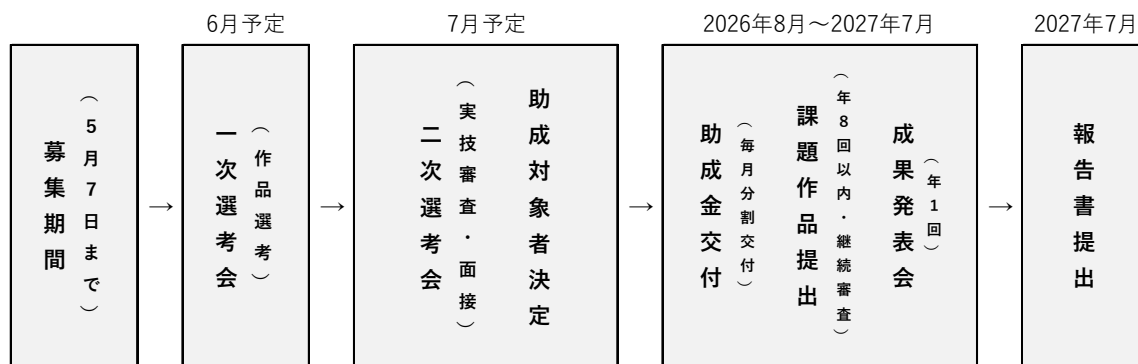 6月予定
7月予定
2026年8月～2027年7月
2027年7月
募集期間
（5月7日まで）
→
一次選考会
（作品選考）
→
二次選考会
（実技審査・面接）
助成対象者決定
→
助成金交付
（毎月分割交付）
課題作品提出
（年8回以内・継続審査）
成果発表会
（年1回）
→
報告書提出